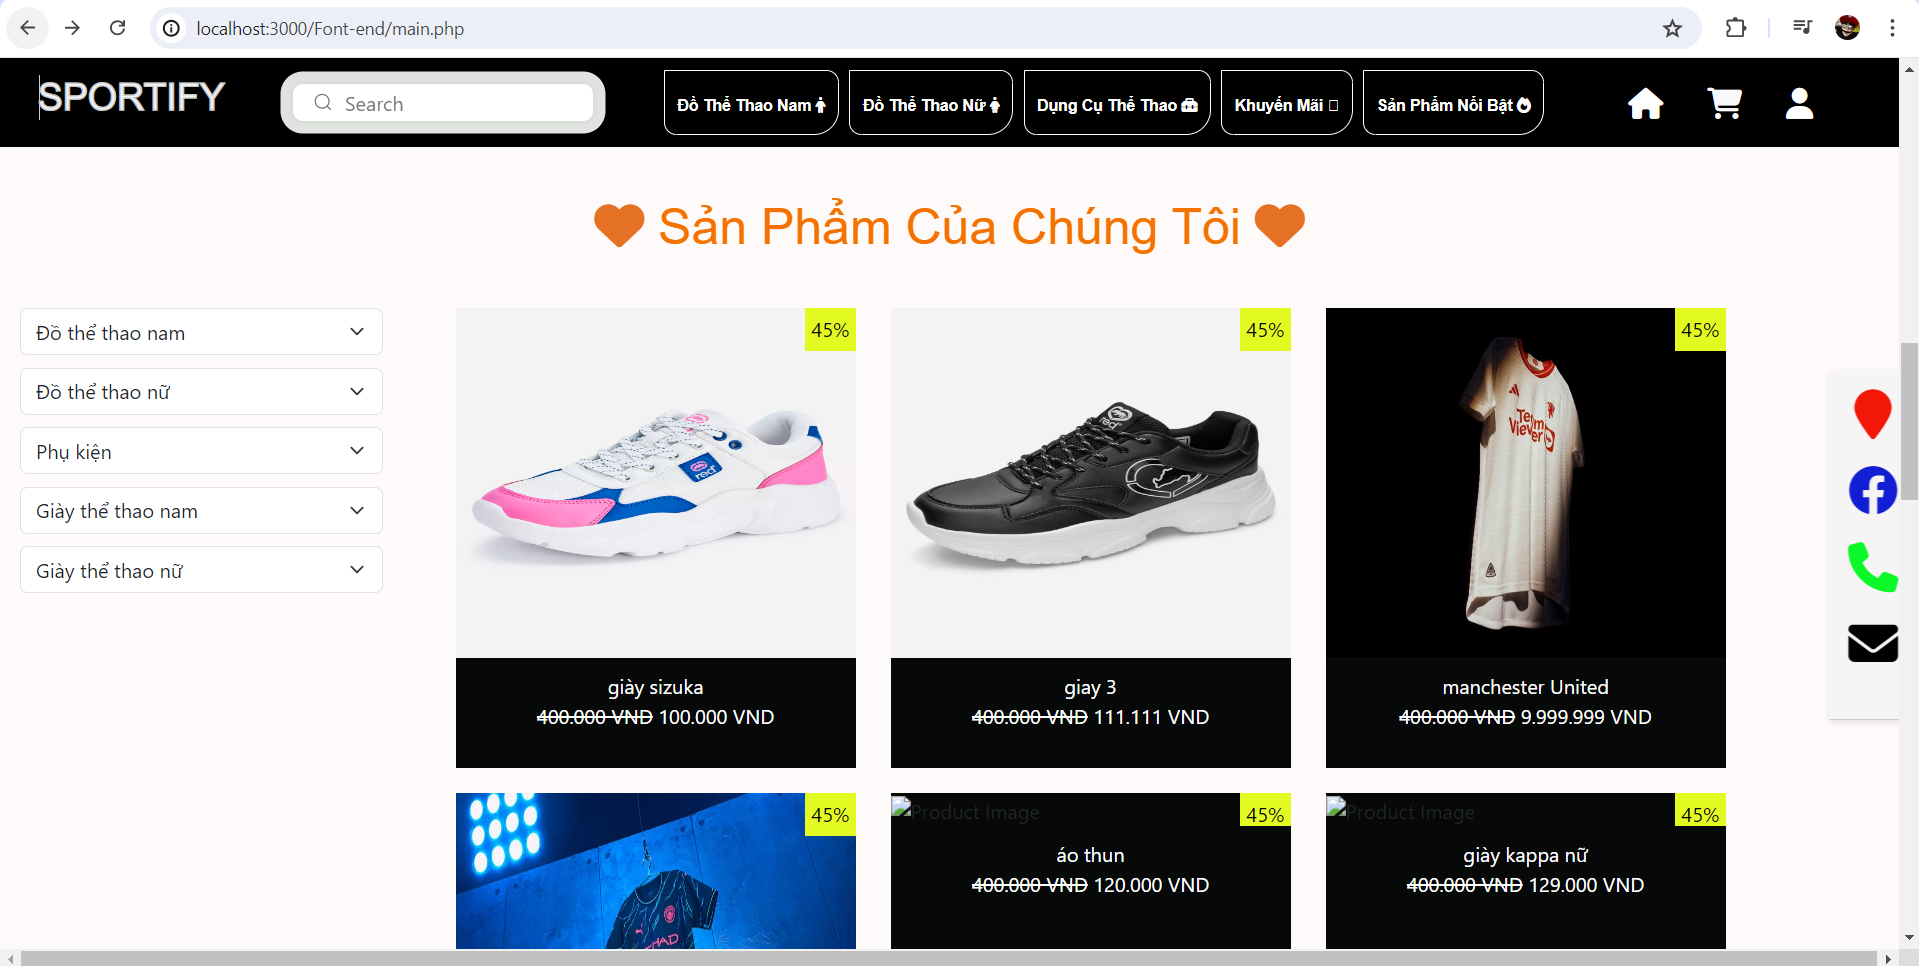 localhost:3000/Font-end/main.php
SPORTIFY
Search
Đồ Thể Thao Nam
Đồ Thể Thao Nữ
Dụng Cụ Thể Thao
Khuyến Mãi
Sản Phẩm Nổi Bật
Sản Phẩm Của Chúng Tôi
Đồ thể thao nam
Đồ thể thao nữ
Phụ kiện
Giày thể thao nam
Giày thể thao nữ
45%
red
giày sizuka
400.000 VND 100.000 VND
45%
red
giay 3
400.000 VND 111.111 VND
45%
Team
Viewer
manchester United
400.000 VND 9.999.999 VND
45%
Product Image
45%
áo thun
400.000 VND 120.000 VND
Product Image
45%
giày kappa nữ
400.000 VND 129.000 VND